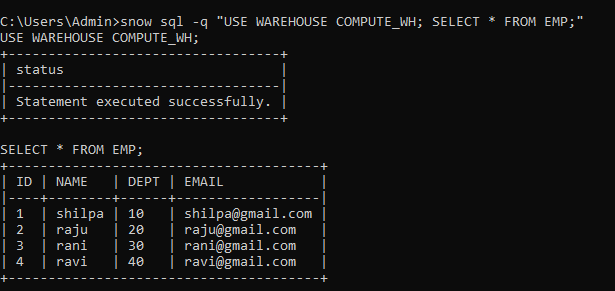 C:\Users\Admin>snow sql -q "USE WAREHOUSE COMPUTE_WH; SELECT * FROM EMP;"
USE WAREHOUSE COMPUTE_WH;
+----------------------------------+
| status                           |
|----------------------------------|
| Statement executed successfully. |
+----------------------------------+

SELECT * FROM EMP;
+---------------------------------------+
| ID | NAME   | DEPT | EMAIL            |
|----+--------+------+------------------|
| 1  | shilpa | 10   | shilpa@gmail.com |
| 2  | raju   | 20   | raju@gmail.com   |
| 3  | rani   | 30   | rani@gmail.com   |
| 4  | ravi   | 40   | ravi@gmail.com   |
+---------------------------------------+